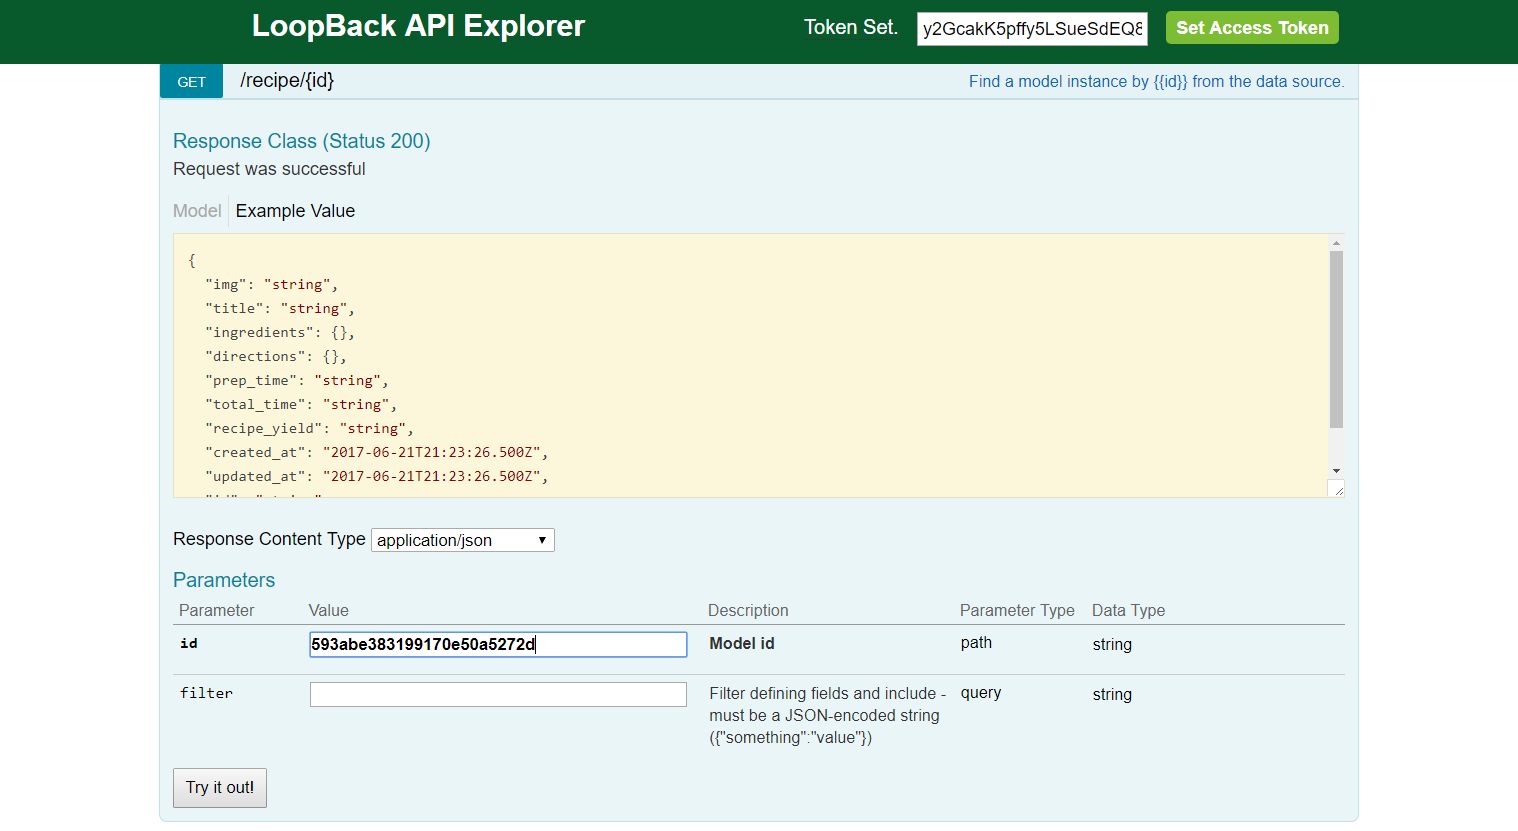 LoopBack API Explorer
Token Set.
y2GcakK5pffy5LSueSdEQ8
Set Access Token
GET /recipe/{id}
Find a model instance by {{id}} from the data source.
Response Class (Status 200)
Request was successful
Model Example Value
{
"img": "string",
"title": "string",
"ingredients": {},
"directions": {},
"prep_time": "string",
"total_time": "string",
"recipe_yield": "string",
"created_at": "2017-06-21T21:23:26.500Z",
"updated_at": "2017-06-21T21:23:26.500Z",
Response Content Type application/json
Parameters
Parameter Value Description Parameter Type Data Type
id 593abe383199170e50a5272d Model id path string
filter Filter defining fields and include - query string
must be a JSON-encoded string
({"something":"value"})
Try it out!